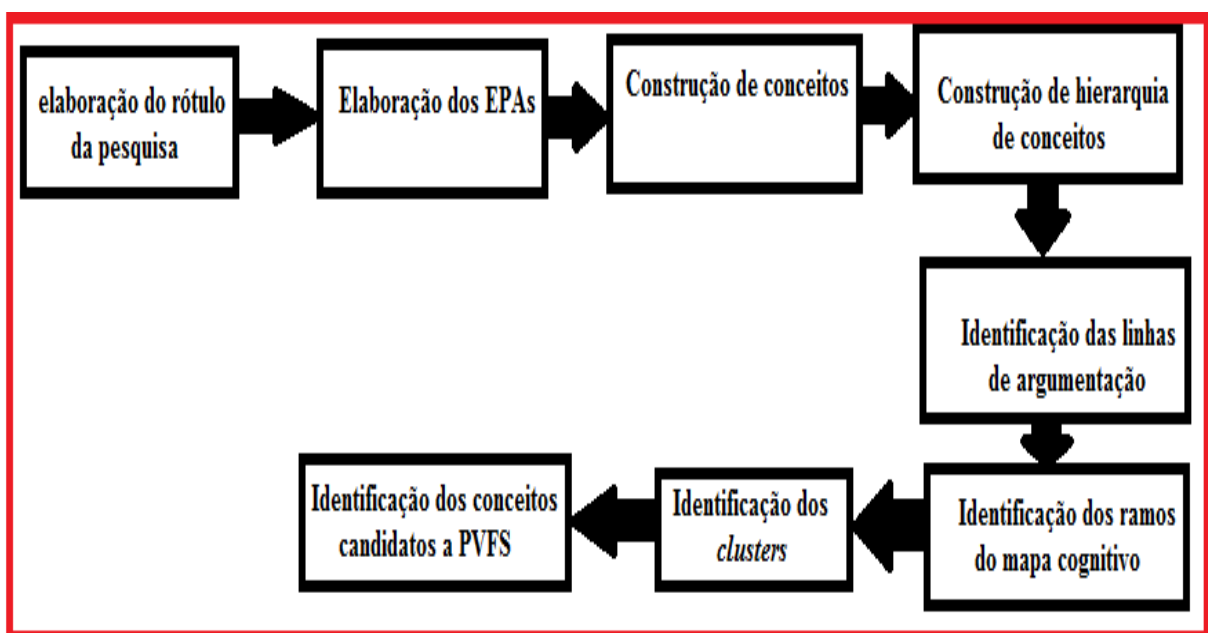 elaboração do rótulo
da pesquisa
Elaboração dos EPAs
Construção de conceitos
Construção de hierarquia
de conceitos
Identificação das linhas
de argumentação
Identificação dos ramos
do mapa cognitivo
Identificação dos
clusters
Identificação dos conceitos
candidatos a PVFS